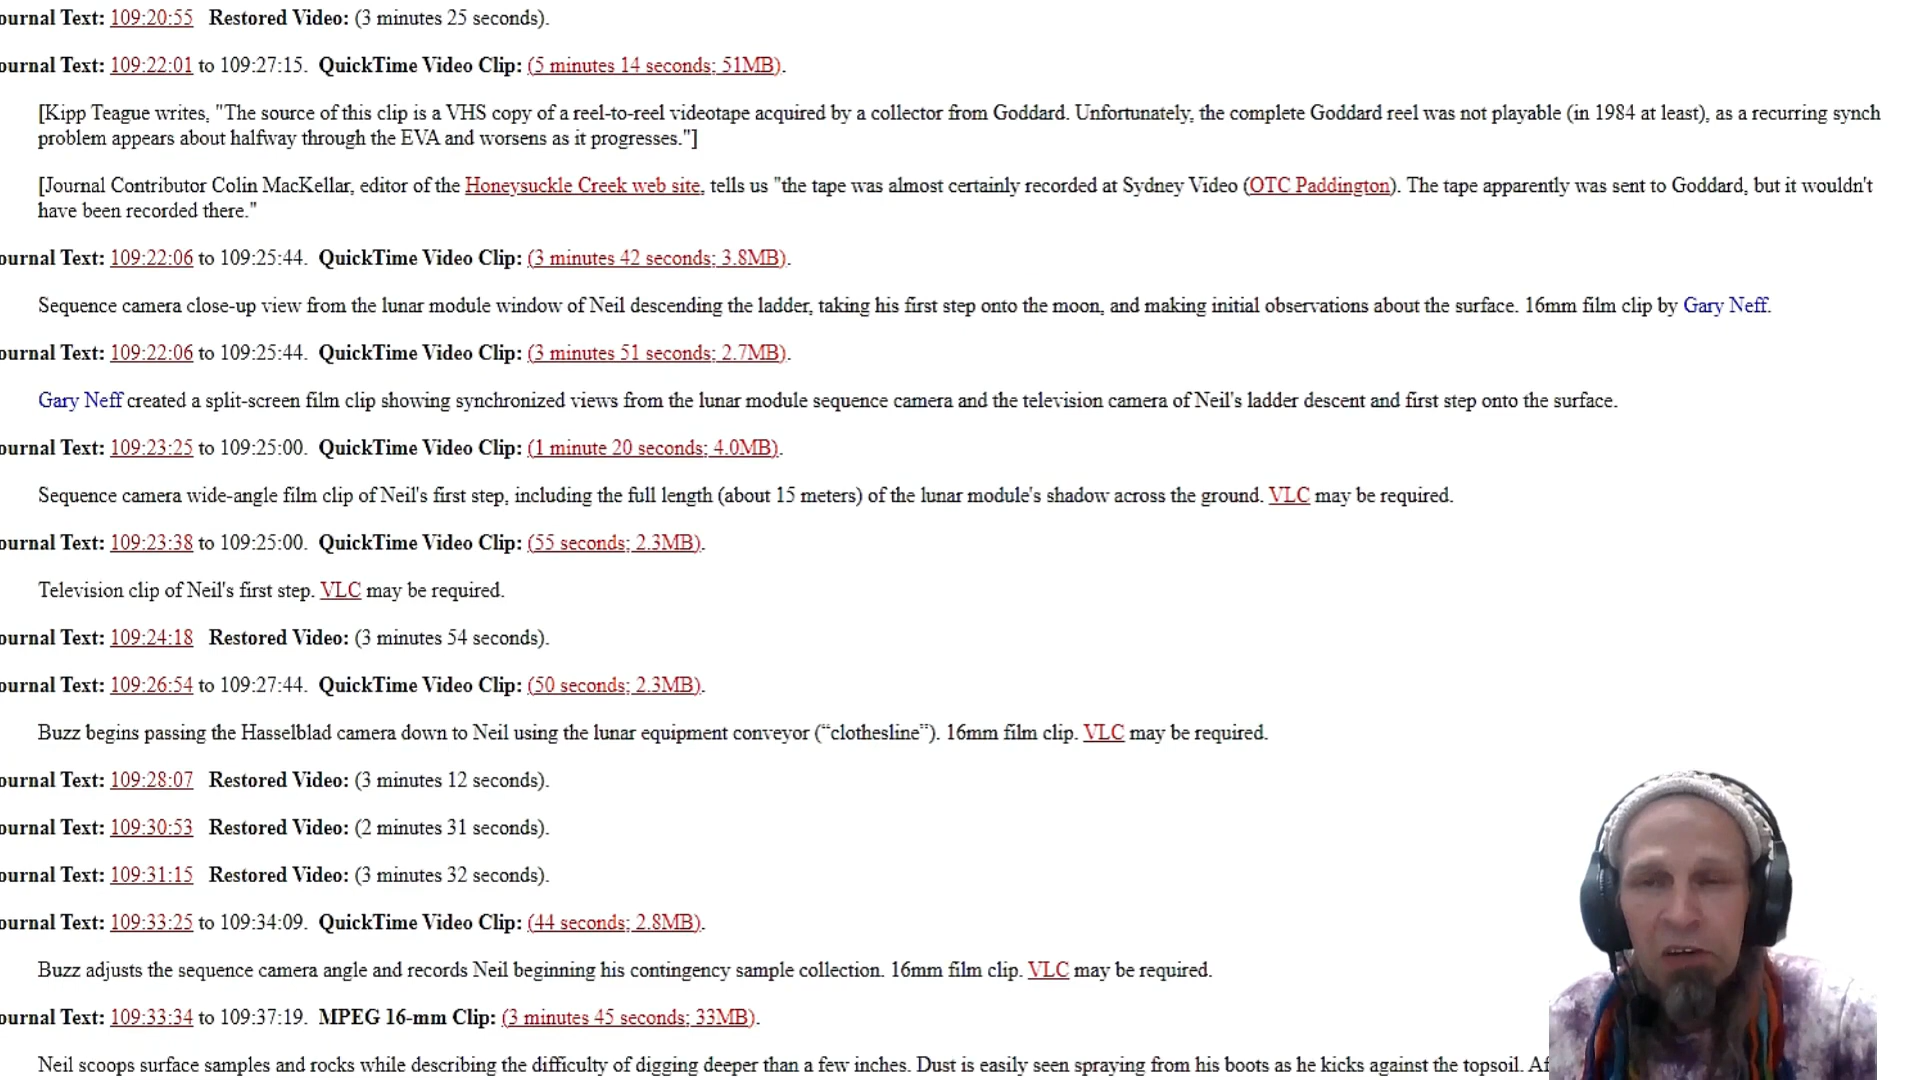 ournal Text: 109:20:55 Restored Video: (3 minutes 25 seconds).
ournal Text: 109:22:01 to 109:27:15. QuickTime Video Clip: (5 minutes 14 seconds; 51MB).
[Kipp Teague writes, "The source of this clip is a VHS copy of a reel-to-reel videotape acquired by a collector from Goddard. Unfortunately, the complete Goddard reel was not playable (in 1984 at least), as a recurring synch
problem appears about halfway through the EVA and worsens as it progresses."]
[Journal Contributor Colin MacKellar, editor of the Honeysuckle Creek web site, tells us "the tape was almost certainly recorded at Sydney Video (OTC Paddington). The tape apparently was sent to Goddard, but it wouldn't
have been recorded there."
ournal Text: 109:22:06 to 109:25:44. QuickTime Video Clip: (3 minutes 42 seconds; 3.8MB).
Sequence camera close-up view from the lunar module window of Neil descending the ladder, taking his first step onto the moon, and making initial observations about the surface. 16mm film clip by Gary Neff.
ournal Text: 109:22:06 to 109:25:44. QuickTime Video Clip: (3 minutes 51 seconds; 2.7MB).
Gary Neff created a split-screen film clip showing synchronized views from the lunar module sequence camera and the television camera of Neil's ladder descent and first step onto the surface.
ournal Text: 109:23:25 to 109:25:00. QuickTime Video Clip: (1 minute 20 seconds; 4.0MB).
Sequence camera wide-angle film clip of Neil's first step, including the full length (about 15 meters) of the lunar module's shadow across the ground. VLC may be required.
ournal Text: 109:23:38 to 109:25:00. QuickTime Video Clip: (55 seconds; 2.3MB).
Television clip of Neil's first step. VLC may be required.
ournal Text: 109:24:18 Restored Video: (3 minutes 54 seconds).
ournal Text: 109:26:54 to 109:27:44. QuickTime Video Clip: (50 seconds; 2.3MB).
Buzz begins passing the Hasselblad camera down to Neil using the lunar equipment conveyor (“clothesline”). 16mm film clip. VLC may be required.
ournal Text: 109:28:07 Restored Video: (3 minutes 12 seconds).
ournal Text: 109:30:53 Restored Video: (2 minutes 31 seconds).
ournal Text: 109:31:15 Restored Video: (3 minutes 32 seconds).
ournal Text: 109:33:25 to 109:34:09. QuickTime Video Clip: (44 seconds; 2.8MB).
Buzz adjusts the sequence camera angle and records Neil beginning his contingency sample collection. 16mm film clip. VLC may be required.
ournal Text: 109:33:34 to 109:37:19. MPEG 16-mm Clip: (3 minutes 45 seconds; 33MB).
Neil scoops surface samples and rocks while describing the difficulty of digging deeper than a few inches. Dust is easily seen spraying from his boots as he kicks against the topsoil. Af